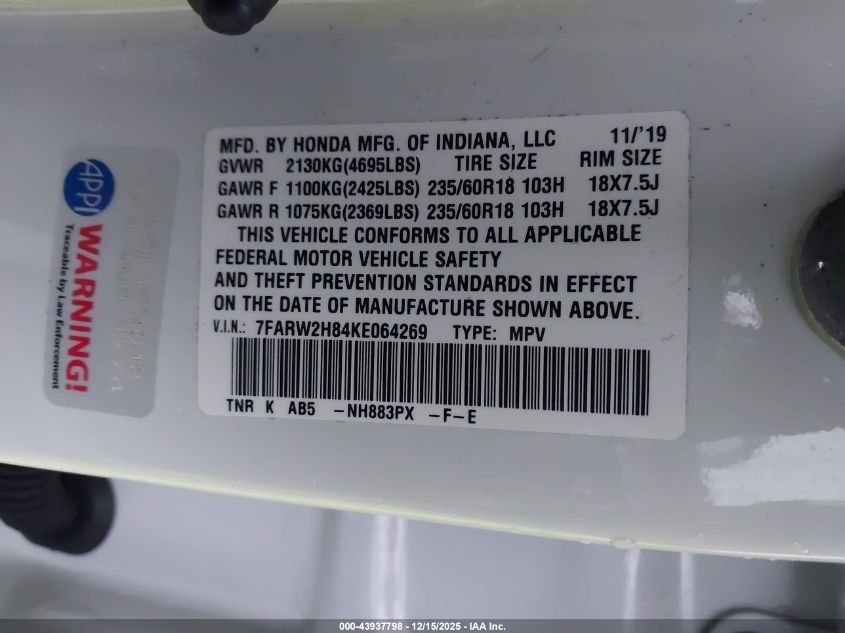 MFD. BY HONDA MFG. OF INDIANA, LLC 11/'19
GVWR 2130KG(4695LBS) TIRE SIZE RIM SIZE
GAWR F 1100KG(2425LBS) 235/60R18 103H 18X7.5J
GAWR R 1075KG(2369LBS) 235/60R18 103H 18X7.5J
THIS VEHICLE CONFORMS TO ALL APPLICABLE
FEDERAL MOTOR VEHICLE SAFETY
AND THEFT PREVENTION STANDARDS IN EFFECT
ON THE DATE OF MANUFACTURE SHOWN ABOVE.
V.I.N.: 7FARW2H84KE064269 TYPE: MPV
TNR K AB5 -NH883PX -F-E
APPI
WARNING!
Traceable by Law Enforcement
000-43937798 - 12/15/2025 - IAA Inc.